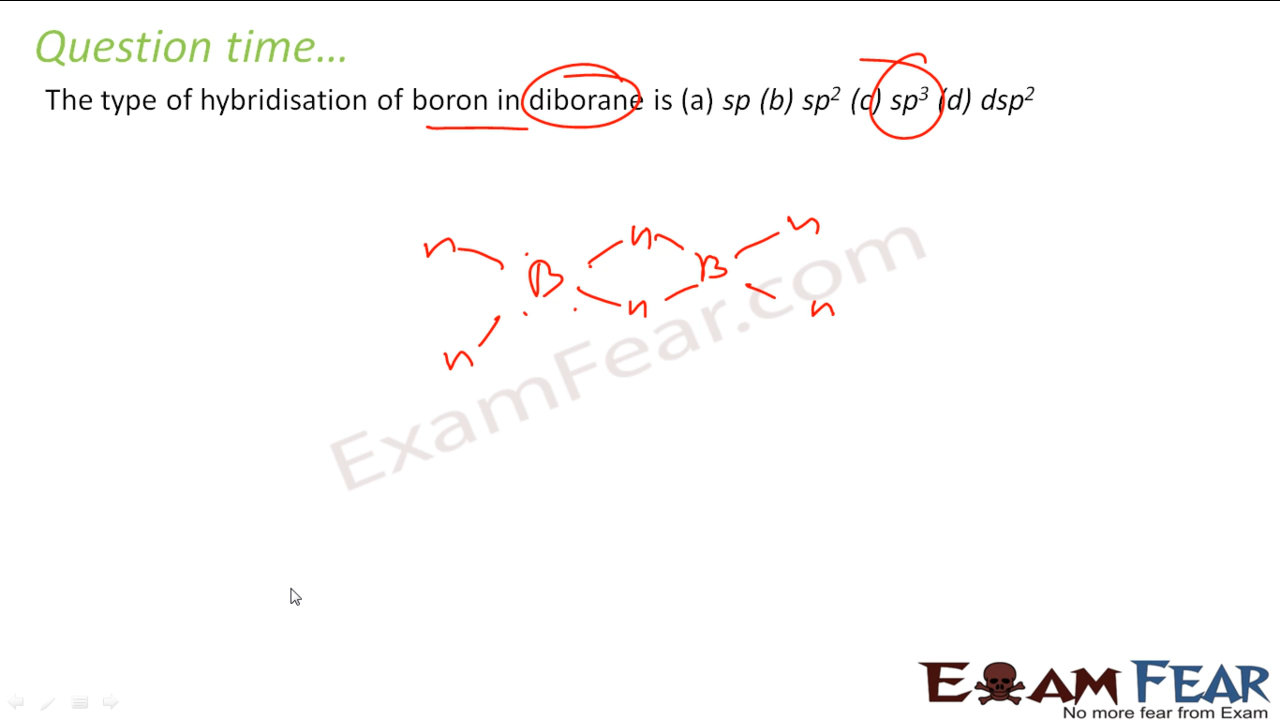 Question time...
The type of hybridisation of boron in diborane is (a) sp (b) sp² (c) sp³ (d) dsp²
n n n
B B
n n n
ExamFear.com
EXAM FEAR
No more fear from Exam